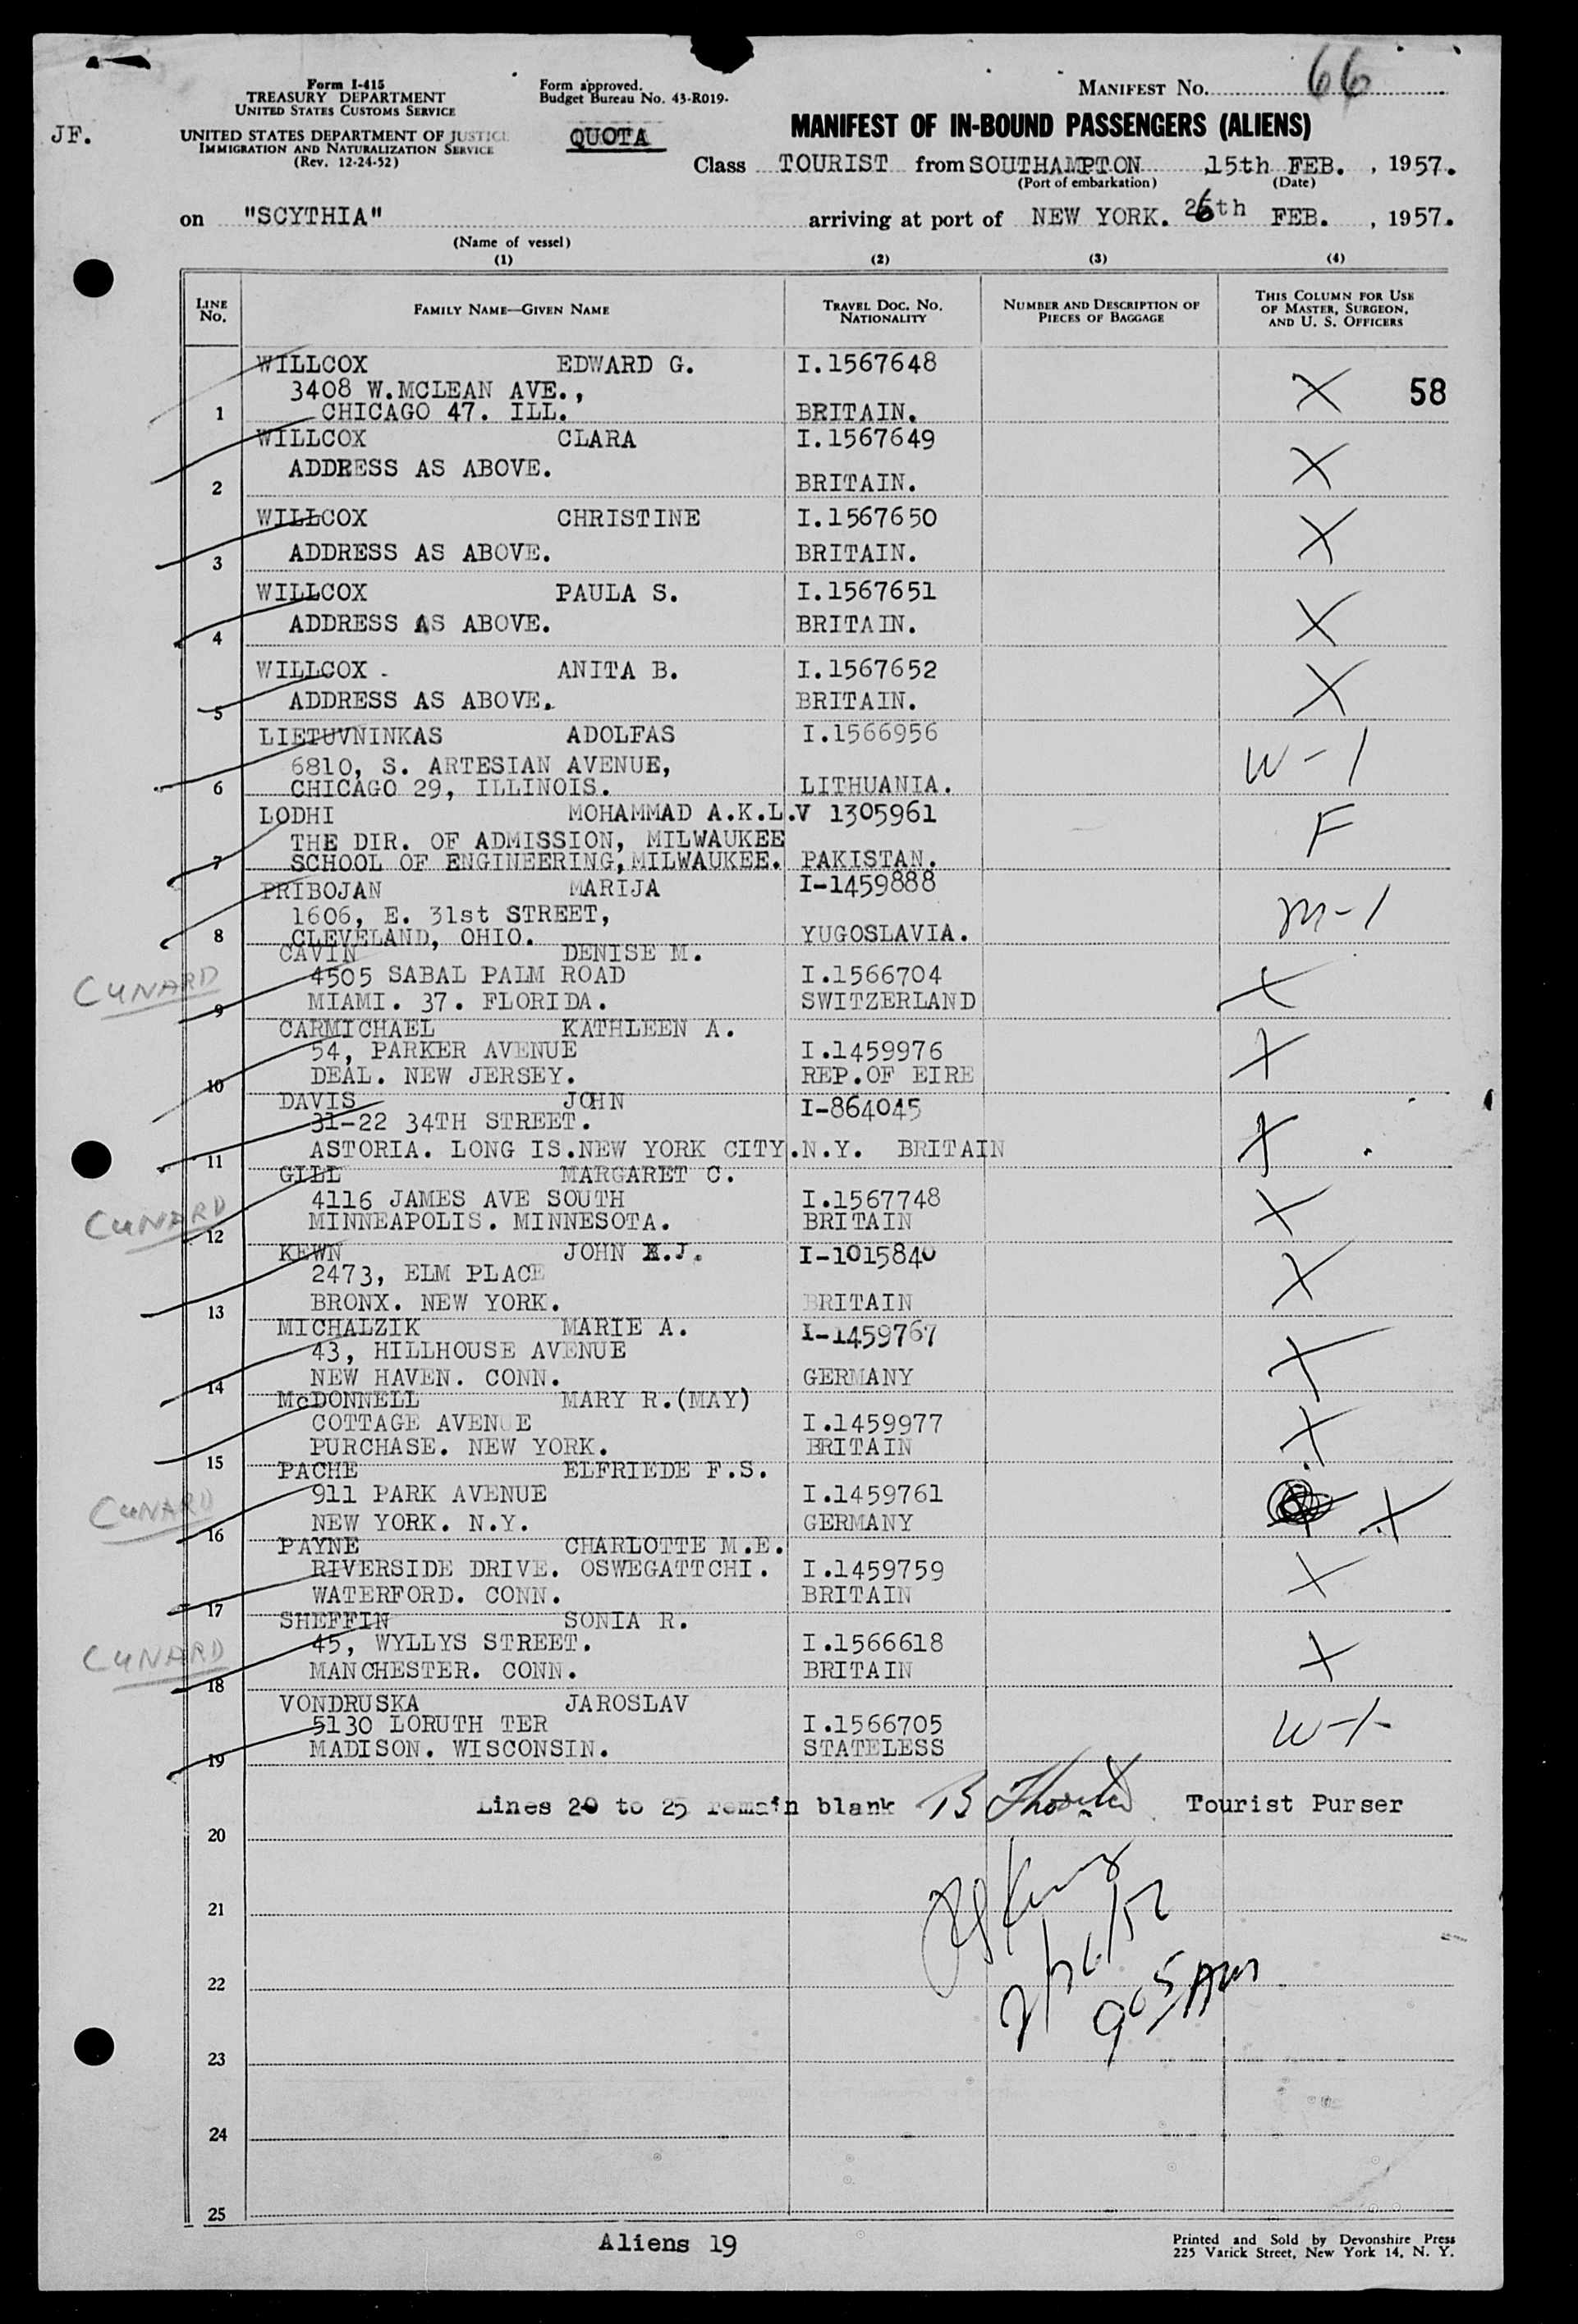 Form I-415
TREASURY DEPARTMENT
UNITED STATES CUSTOMS SERVICE
UNITED STATES DEPARTMENT OF JUSTICE
IMMIGRATION AND NATURALIZATION SERVICE
(Rev. 12-24-52)
JF.
Form approved.
Budget Bureau No. 43-R019-
QUOTA
MANIFEST NO. 66
MANIFEST OF IN-BOUND PASSENGERS (ALIENS)
Class TOURIST from SOUTHAMPTON 15th FEB. , 1957.
(Port of embarkation) (Date)
on "SCYTHIA" arriving at port of NEW YORK. 26th FEB. , 1957.
(Name of vessel)
(1) (2) (3) (4)
LINE No. FAMILY NAME—GIVEN NAME TRAVEL DOC. NO. NATIONALITY NUMBER AND DESCRIPTION OF PIECES OF BAGGAGE THIS COLUMN FOR USE OF MASTER, SURGEON, AND U. S. OFFICERS
WILLCOX EDWARD G. I.1567648
3408 W.MCLEAN AVE., X 58
1 CHICAGO 47. ILL. BRITAIN.
WILLCOX CLARA I.1567649
ADDRESS AS ABOVE. X
2 BRITAIN.
WILLCOX CHRISTINE I.1567650 X
3 ADDRESS AS ABOVE. BRITAIN.
WILLCOX PAULA S. I.1567651
4 ADDRESS AS ABOVE. BRITAIN. X
WILLCOX - ANITA B. I.1567652
5 ADDRESS AS ABOVE. BRITAIN. X
LIETUVNINKAS ADOLFAS I.1566956
6810, S. ARTESIAN AVENUE, W-1
6 CHICAGO 29, ILLINOIS. LITHUANIA.
LODHI MOHAMMAD A.K.L.V 1305961
THE DIR. OF ADMISSION, MILWAUKEE F
7 SCHOOL OF ENGINEERING, MILWAUKEE. PAKISTAN.
PRIBOJAN MARIJA I-1459888
1606, E. 31st STREET, M-1
8 CLEVELAND, OHIO. YUGOSLAVIA.
CAVIN DENISE M.
CUNARD 4505 SABAL PALM ROAD I.1566704 X
9 MIAMI. 37. FLORIDA. SWITZERLAND
CARMICHAEL KATHLEEN A.
54, PARKER AVENUE I.1459976 X
10 DEAL. NEW JERSEY. REP.OF EIRE
DAVIS JOHN I-864045
31-22 34TH STREET.
11 ASTORIA. LONG IS.NEW YORK CITY.N.Y. BRITAIN X
GILL MARGARET C.
CUNARD 4116 JAMES AVE SOUTH I.1567748 X
12 MINNEAPOLIS. MINNESOTA. BRITAIN
KEWN JOHN E.J. I-1015840
2473, ELM PLACE X
13 BRONX. NEW YORK. BRITAIN
MICHALZIK MARIE A. I-1459767
43, HILLHOUSE AVENUE X
14 NEW HAVEN. CONN. GERMANY
McDONNELL MARY R.(MAY)
COTTAGE AVENUE I.1459977 X
15 PURCHASE. NEW YORK. BRITAIN
PACHE ELFRIEDE F.S.
CUNARD 911 PARK AVENUE I.1459761 X
16 NEW YORK. N.Y. GERMANY
PAYNE CHARLOTTE M.E.
RIVERSIDE DRIVE. OSWEGATTCHI. I.1459759 X
17 WATERFORD. CONN. BRITAIN
SHEFFIN SONIA R.
CUNARD 45, WYLLYS STREET. I.1566618 X
18 MANCHESTER. CONN. BRITAIN
VONDRUSKA JAROSLAV
5130 LORUTH TER I.1566705 W-1
19 MADISON. WISCONSIN. STATELESS
Lines 20 to 25 remain blank Tourist Purser
20
21
2/26/57
22
9 05 AM
23
24
25
Aliens 19
Printed and Sold by Devonshire Press
225 Varick Street, New York 14, N. Y.